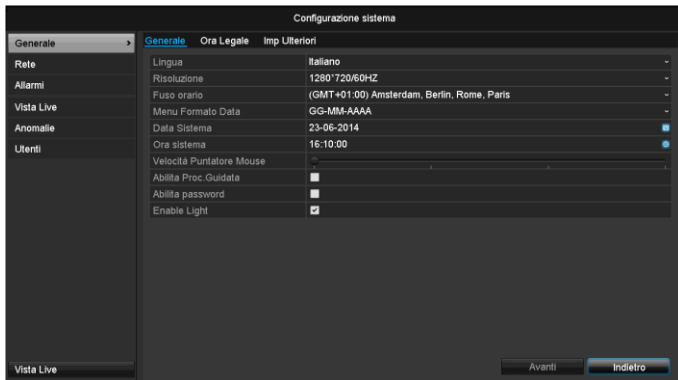 Configurazione sistema
Generale
Rete
Allarmi
Vista Live
Anomalie
Utenti
Vista Live
Generale Ora Legale Imp Ulteriori
Lingua Italiano
Risoluzione 1280*720/60HZ
Fuso orario (GMT+01:00) Amsterdam, Berlin, Rome, Paris
Menu Formato Data GG-MM-AAAA
Data Sistema 23-06-2014
Ora sistema 16:10:00
Velocità Puntatore Mouse
Abilita Proc.Guidata
Abilita password
Enable Light
Avanti Indietro